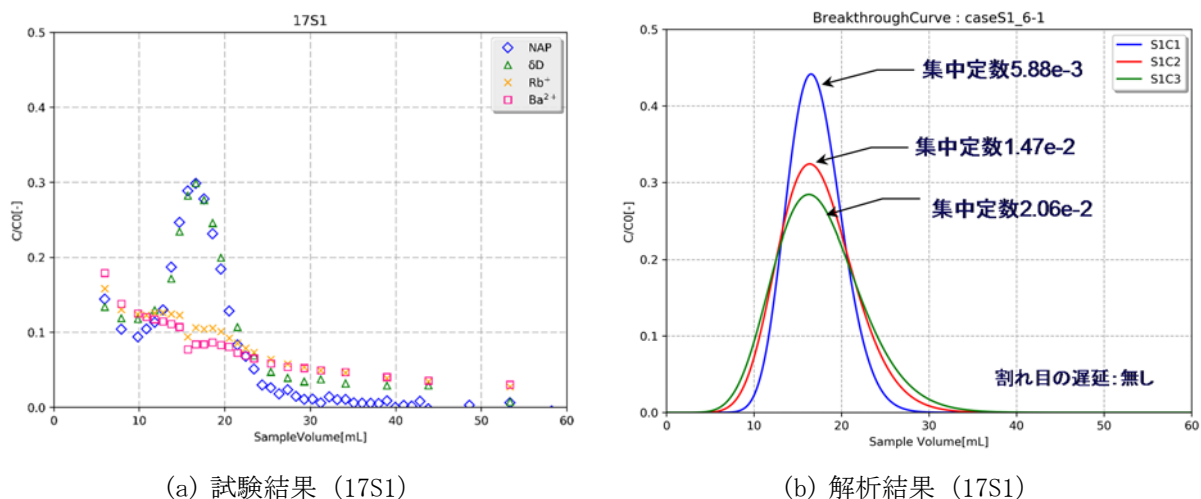 17S1
C/C0[-]
0.5
0.4
0.3
0.2
0.1
0.0
NAP
δD
Rb⁺
Ba²⁺
0 10 20 30 40 50 60
SampleVolume[mL]
(a) 試験結果 (17S1)
BreakthroughCurve : caseS1_6-1
C/C0[-]
0.5
0.4
0.3
0.2
0.1
0.0
S1C1
S1C2
S1C3
集中定数5.88e-3
集中定数1.47e-2
集中定数2.06e-2
割れ目の遅延：無し
0 10 20 30 40 50 60
Sample Volume[mL]
(b) 解析結果 (17S1)